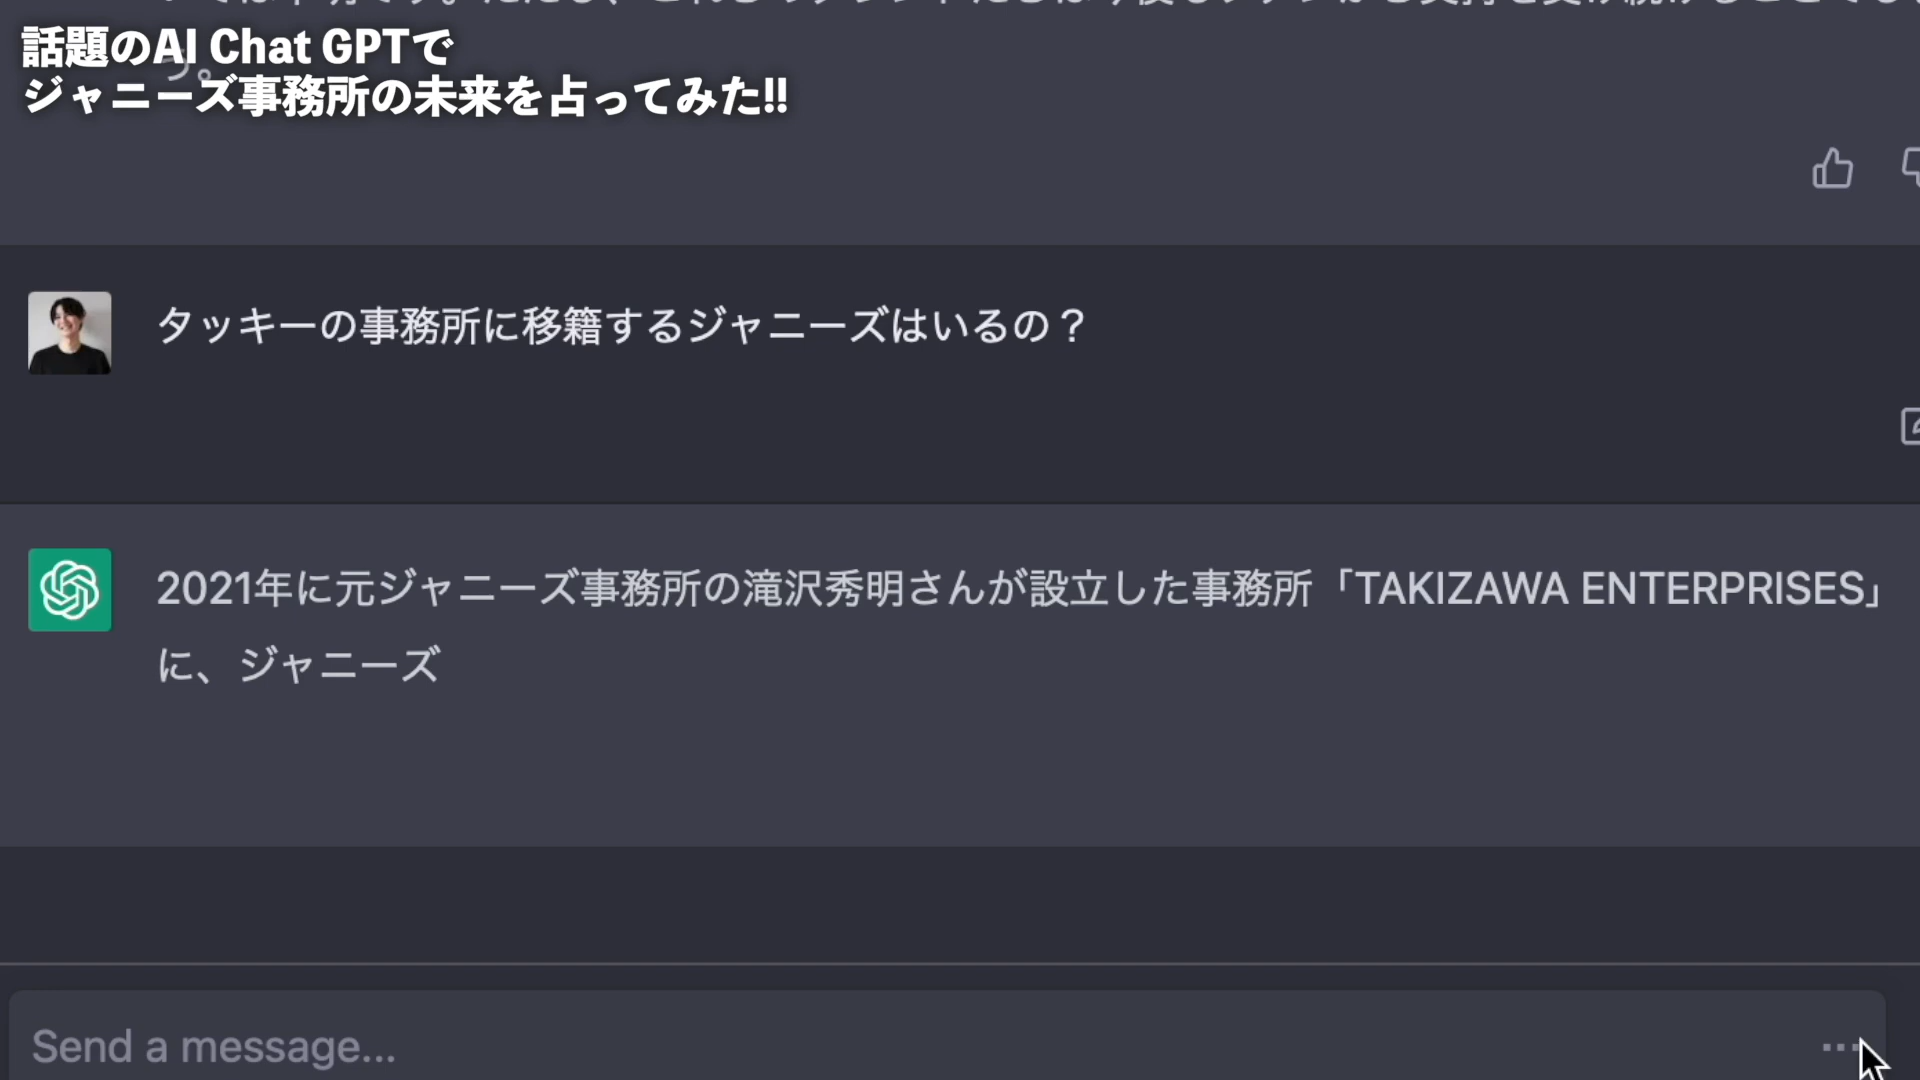 話題のAI Chat GPTで
う。
ジャニーズ事務所の未来を占ってみた!!
タッキーの事務所に移籍するジャニーズはいるの？
2021年に元ジャニーズ事務所の滝沢秀明さんが設立した事務所「TAKIZAWA ENTERPRISES」
に、ジャニーズ
Send a message...